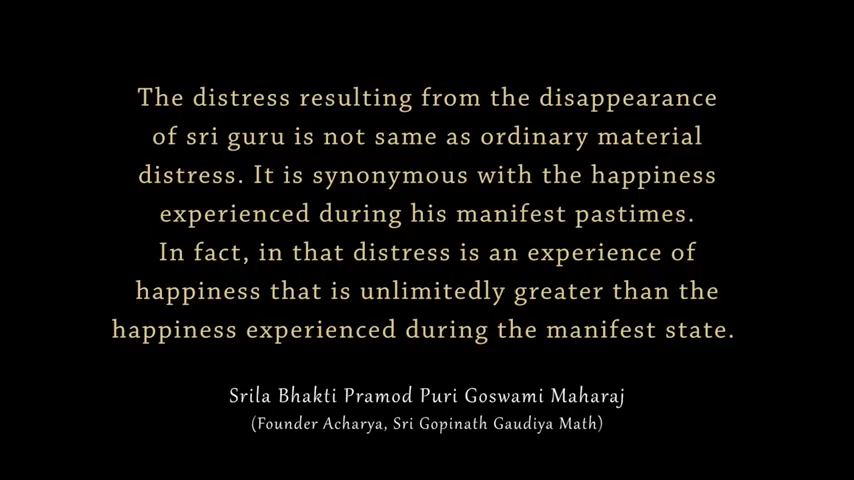 The distress resulting from the disappearance
of sri guru is not same as ordinary material
distress. It is synonymous with the happiness
experienced during his manifest pastimes.
In fact, in that distress is an experience of
happiness that is unlimitedly greater than the
happiness experienced during the manifest state.
Srila Bhakti Pramod Puri Goswami Maharaj
(Founder Acharya, Sri Gopinath Gaudiya Math)